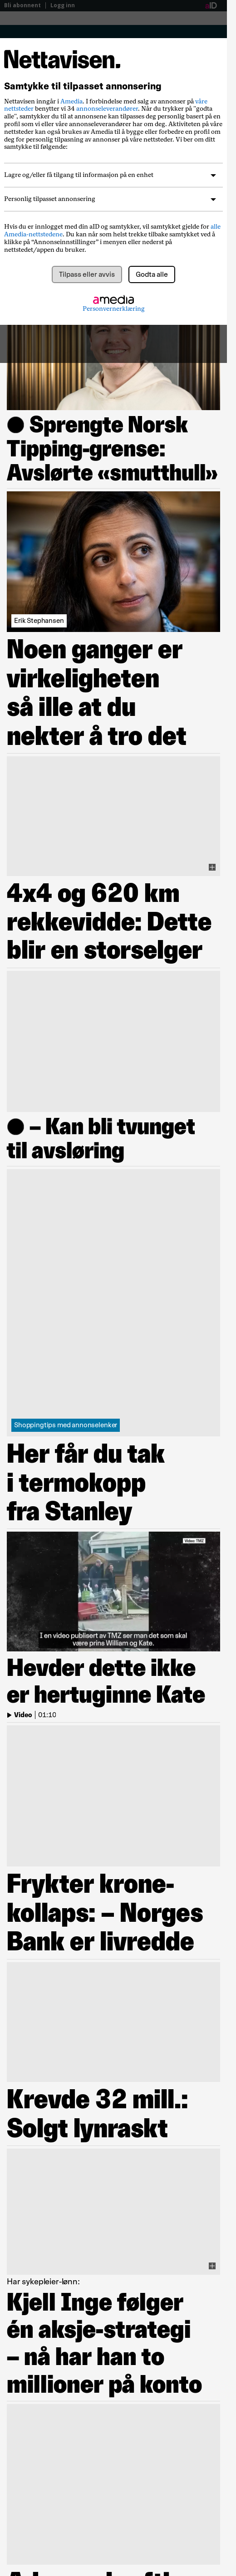 Bli abonnent | Logg inn
Nettavisen.
Samtykke til tilpasset annonsering
Nettavisen inngår i Amedia. I forbindelse med salg av annonser på våre
nettsteder benytter vi 34 annonseleverandører. Når du trykker på "godta
alle", samtykker du til at annonsene kan tilpasses deg personlig basert på en
profil som vi eller våre annonseleverandører har om deg. Aktivitetn på våre
nettsteder kan også brukes av Amedia til å bygge eller forbedre en profil om
deg for personlig tilpasning av annonser på våre nettsteder. Vi ber om ditt
samtykke til følgende:
Lagre og/eller få tilgang til informasjon på en enhet
Personlig tilpasset annonsering
Hvis du er innlogget med din aID og samtykker, vil samtykket gjelde for alle
Amedia-nettstedene. Du kan når som helst trekke tilbake samtykket ved å
klikke på “Annonseinnstillinger” i menyen eller nederst på
nettstedet/appen du bruker.
Tilpass eller avvis
Godta alle
amedia
Personvernerklæring
Sprengte Norsk
Tipping-grense:
Avslørte «smutthull»
Erik Stephansen
Noen ganger er
virkeligheten
så ille at du
nekter å tro det
4x4 og 620 km
rekkevidde: Dette
blir en storselger
– Kan bli tvunget
til avsløring
Shoppingtips med annonselenker
Her får du tak
i termokopp
fra Stanley
Video: TMZ
I en video publisert av TMZ ser man det som skal
være prins William og Kate.
Hevder dette ikke
er hertuginne Kate
Video | 01:10
Frykter krone-
kollaps: – Norges
Bank er livredde
Krevde 32 mill.:
Solgt lynraskt
Har sykepleier-lønn:
Kjell Inge følger
én aksje-strategi
– nå har han to
millioner på konto